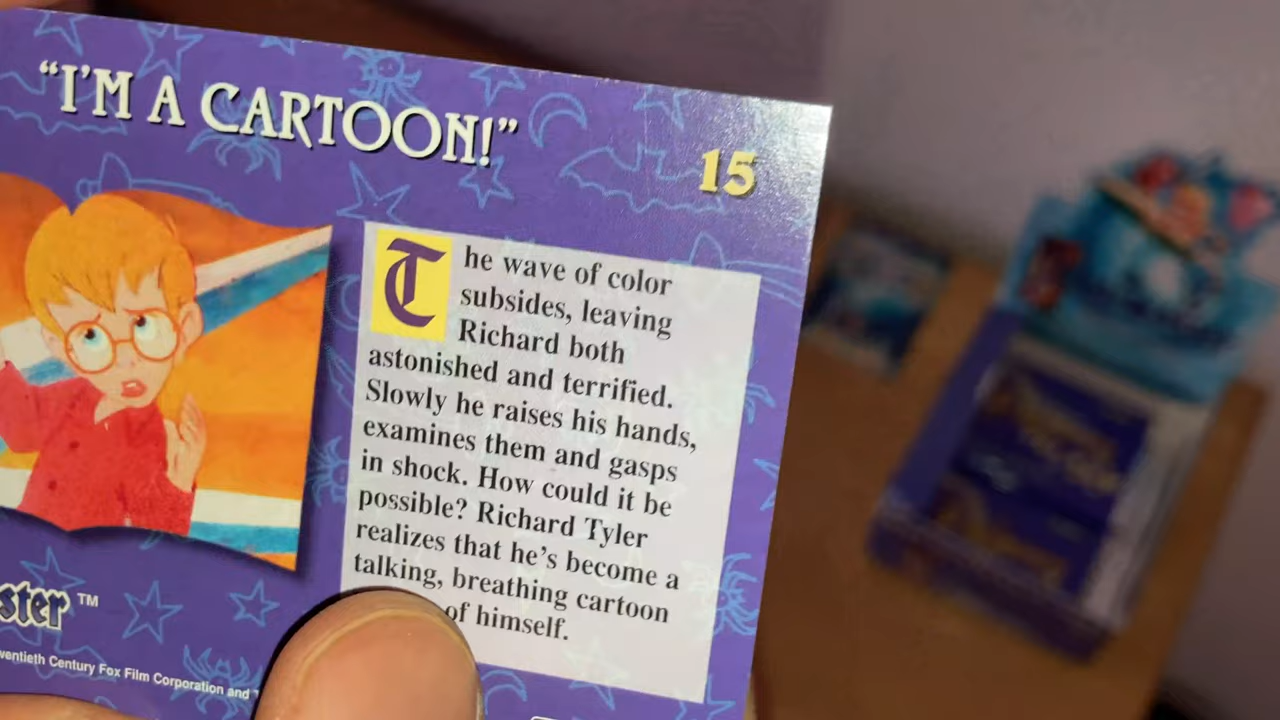 "I'M A CARTOON!"
15
The wave of color
subsides, leaving
Richard both
astonished and terrified.
Slowly he raises his hands,
examines them and gasps
in shock. How could it be
possible? Richard Tyler
realizes that he's become a
talking, breathing cartoon
of himself.
ster™
wentieth Century Fox Film Corporation and